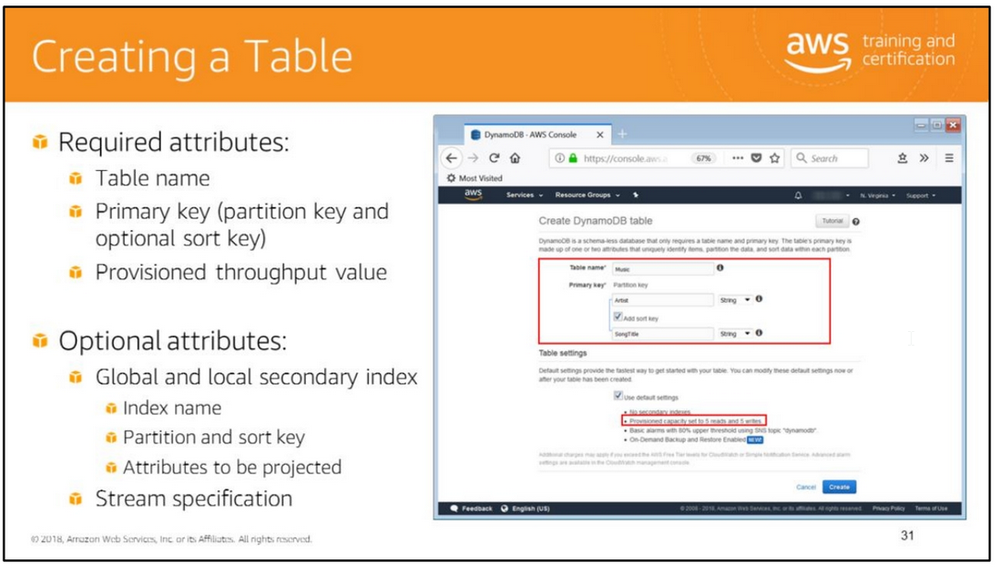 Creating a Table
aws training and
certification
Required attributes:
Table name
Primary key (partition key and
optional sort key)
Provisioned throughput value
Optional attributes:
Global and local secondary index
Index name
Partition and sort key
Attributes to be projected
Stream specification
DynamoDB - AWS Console
https://console.aws.a
67%
Search
Most Visited
aws Services Resource Groups N. Virginia Support
Create DynamoDB table
Tutorial
DynamoDB is a schema-less database that only requires a table name and primary key. The table's primary key is
made up of one or two attributes that uniquely identify items, partition the data, and sort data within each partition.
Table name* Music
Primary key* Partition key
Artist String
Add sort key
SongTitle String
Table settings
Default settings provide the fastest way to get started with your table. You can modify these default settings now or
after your table has been created.
Use default settings
No secondary indexes.
Provisioned capacity set to 5 reads and 5 writes.
Basic alarms with 80% upper threshold using SNS topic "dynamodb".
On-Demand Backup and Restore Enabled NEW!
Additional charges may apply if you exceed the AWS Free Tier levels for CloudWatch or Simple Notification Service. Advanced alarm
settings are available in the CloudWatch management console.
Cancel Create
Feedback English (US) © 2008 - 2018, Amazon Web Services, Inc. or its affiliates. All rights reserved. Privacy Policy Terms of Use
© 2018, Amazon Web Services, Inc. or its Affiliates. All rights reserved.
31